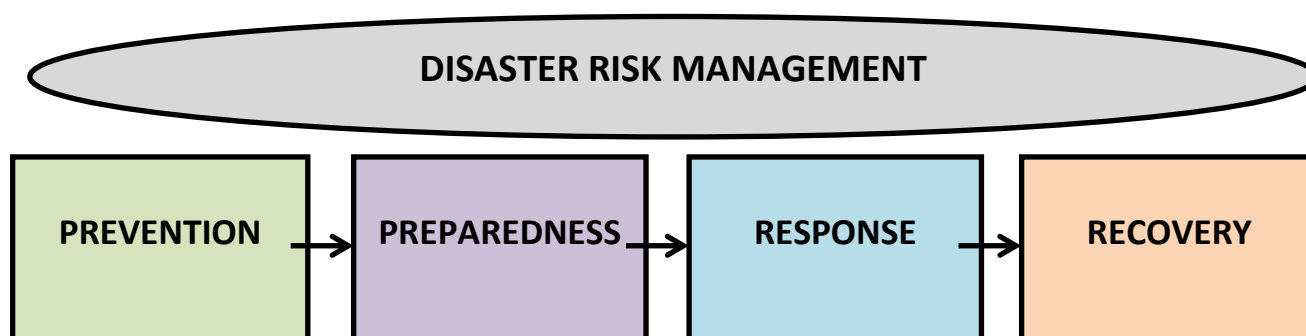 DISASTER RISK MANAGEMENT
PREVENTION
PREPAREDNESS
RESPONSE
RECOVERY